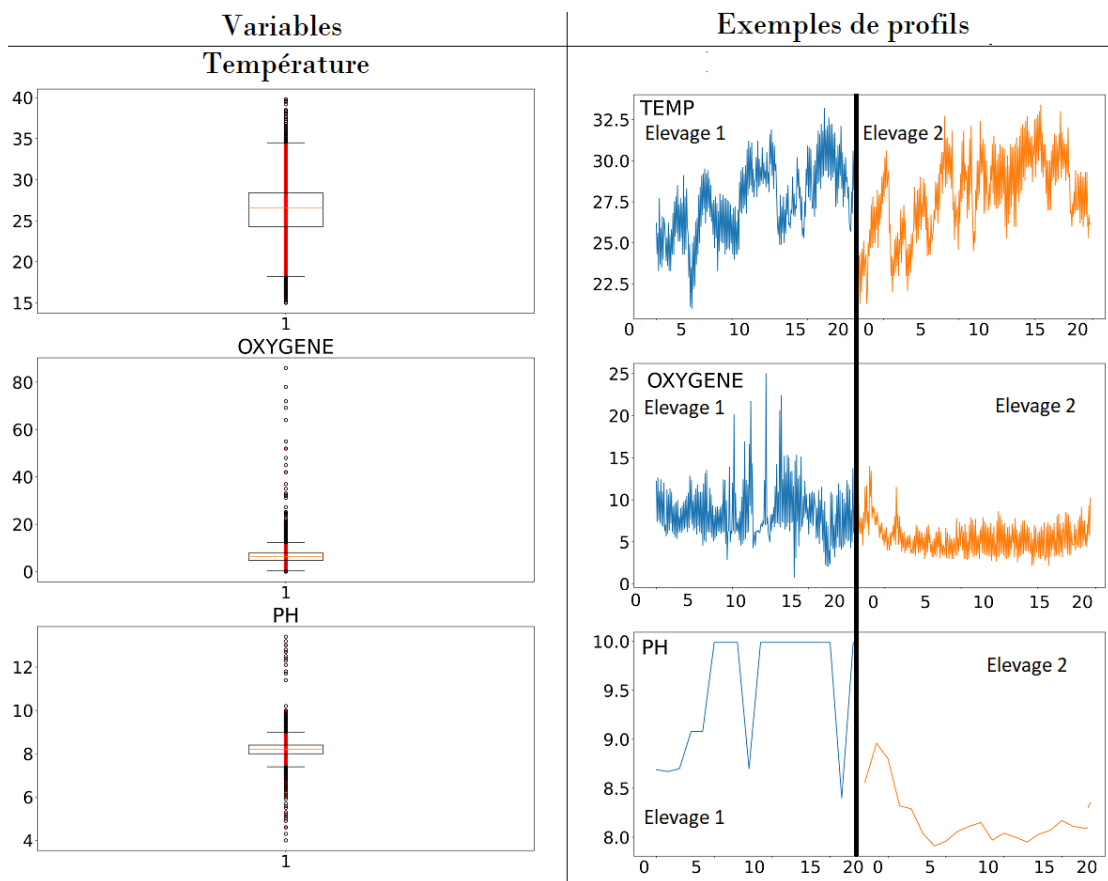 Variables
Exemples de profils
Température
40
35
30
25
20
15
1
TEMP
Elevage 1
Elevage 2
32.5
30.0
27.5
25.0
22.5
0 5 10 15 20 0 5 10 15 20
OXYGENE
80
60
40
20
0
1
OXYGENE
Elevage 1
Elevage 2
25
20
15
10
5
0
0 5 10 15 20 0 5 10 15 20
PH
12
10
8
6
4
1
PH
Elevage 2
Elevage 1
10.0
9.5
9.0
8.5
8.0
0 5 10 15 20 0 5 10 15 20